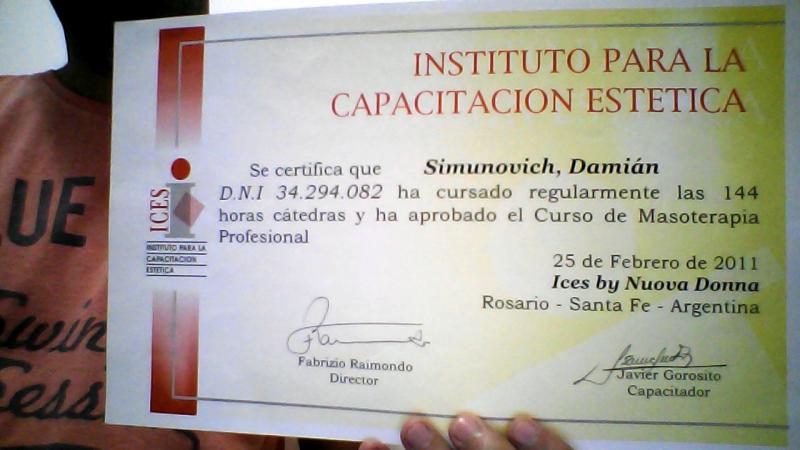 INSTITUTO PARA LA
CAPACITACION ESTETICA
Se certifica que Simunovich, Damián
D.N.I 34.294.082 ha cursado regularmente las 144
horas cátedras y ha aprobado el Curso de Masoterapia
Profesional
25 de Febrero de 2011
Ices by Nuova Donna
Rosario - Santa Fe - Argentina
Fabrizio Raimondo
Director
Javier Gorosito
Capacitador
ICES
INSTITUTO PARA LA
CAPACITACION
ESTETICA
UE